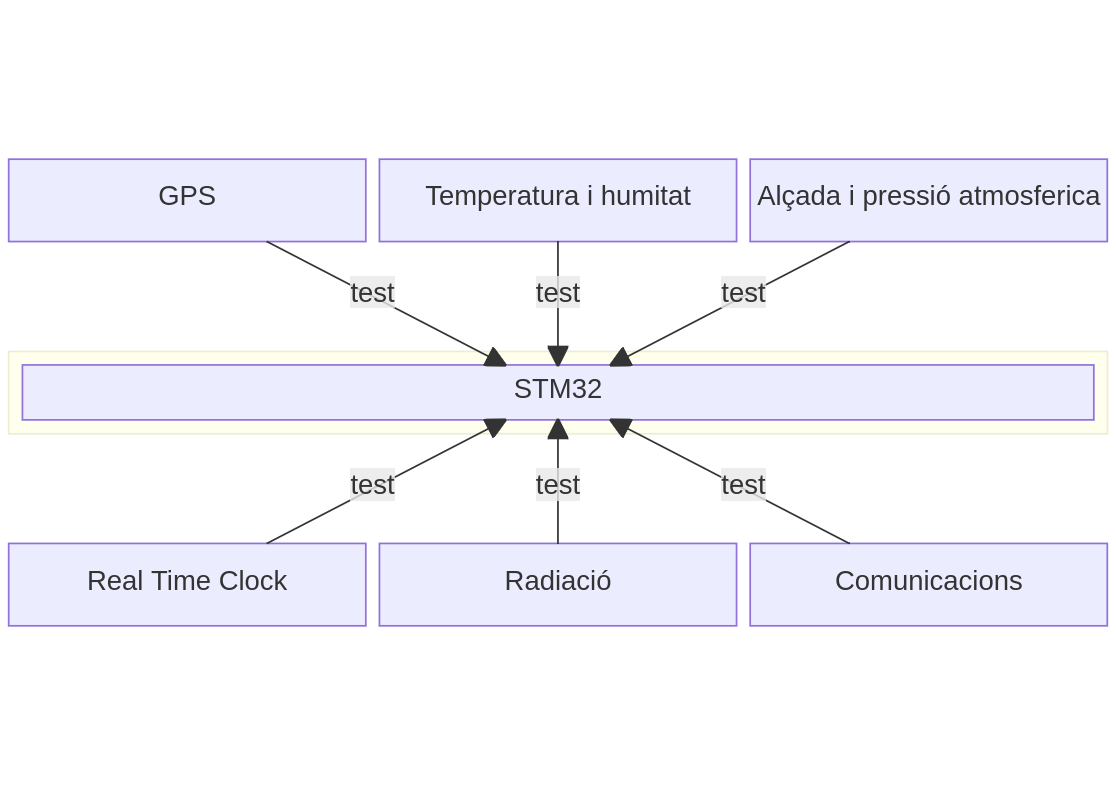 GPS
Temperatura i humitat
Alçada i pressió atmosferica
test
test
test
STM32
test
test
test
Real Time Clock
Radiació
Comunicacions